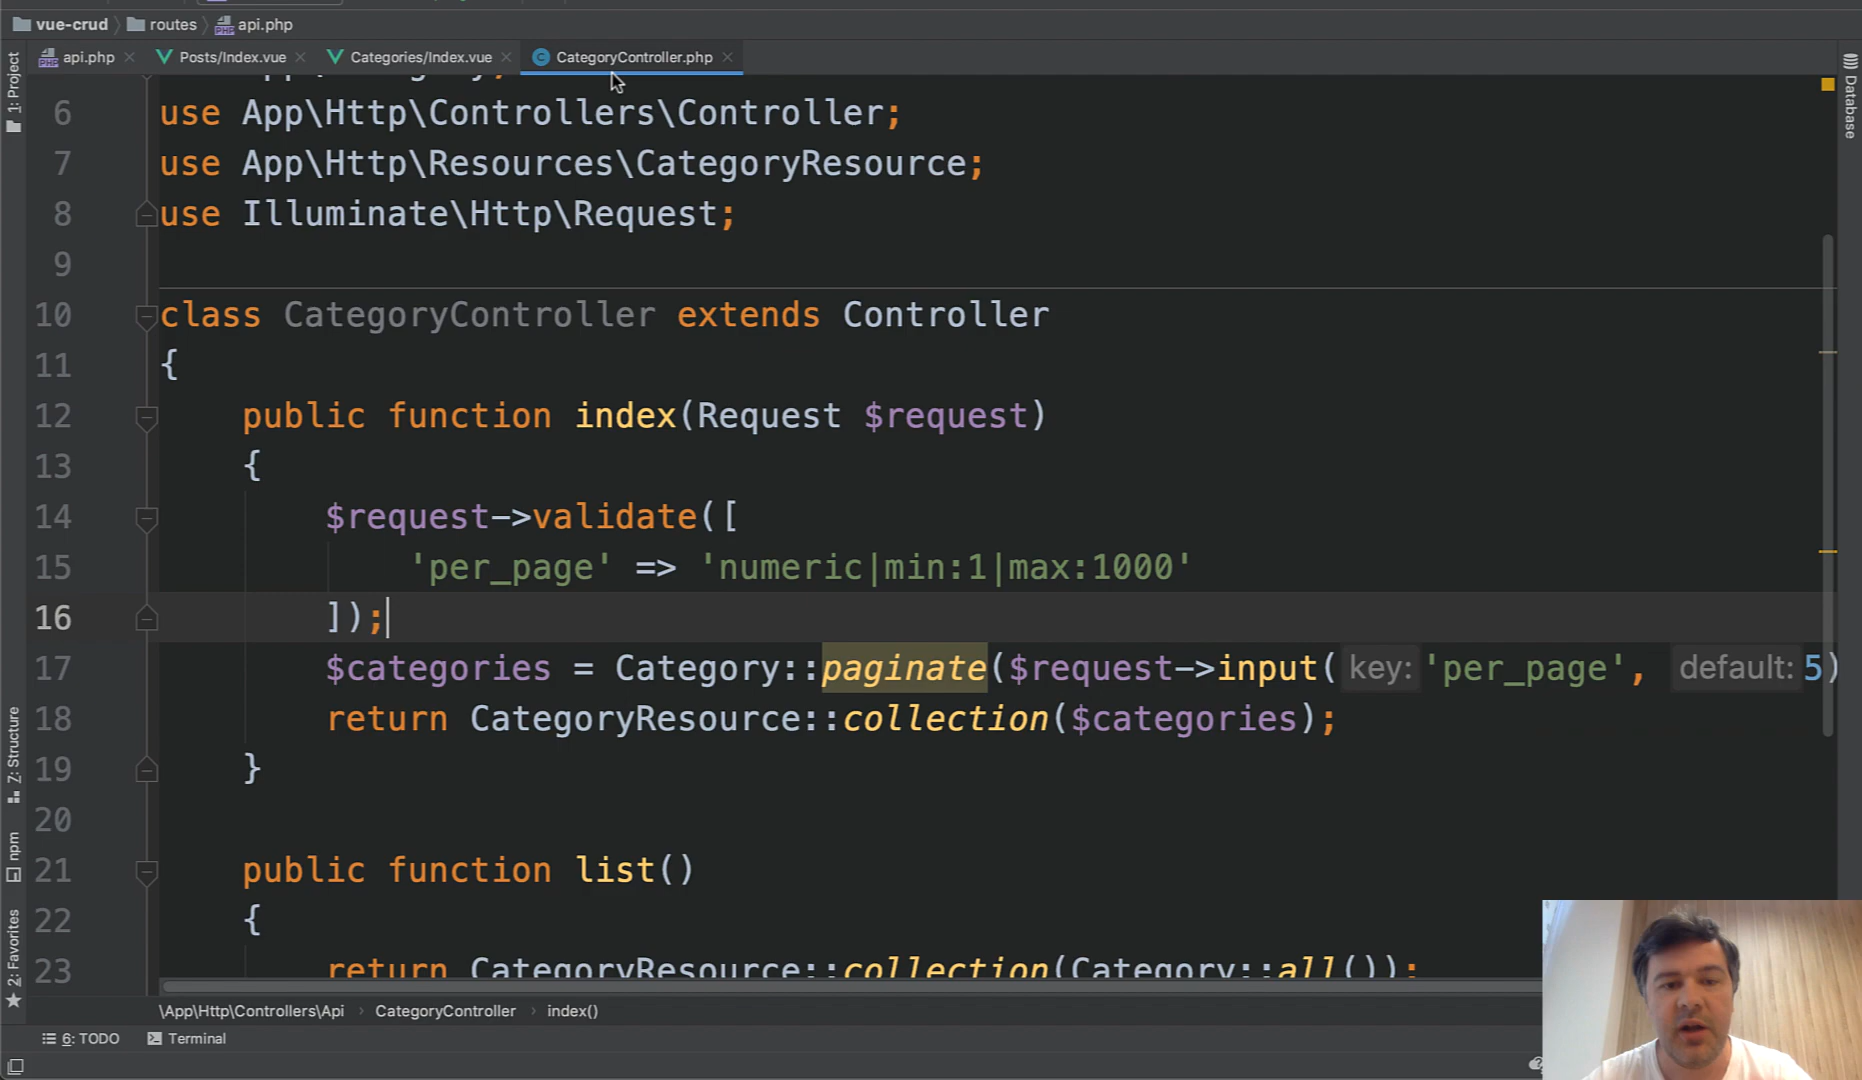 vue-crud routes api.php
api.php Posts/Index.vue Categories/Index.vue CategoryController.php
1: Project
Database
6 use App\Http\Controllers\Controller;
7 use App\Http\Resources\CategoryResource;
8 use Illuminate\Http\Request;
9
10 class CategoryController extends Controller
11 {
12 public function index(Request $request)
13 {
14 $request->validate([
15 'per_page' => 'numeric|min:1|max:1000'
16 ]);
17 $categories = Category::paginate($request->input( key: 'per_page', default: 5)
18 return CategoryResource::collection($categories);
19 }
20
21 public function list()
22 {
23 return CategoryResource::collection(Category::all());
Z: Structure
npm
2: Favorites
\App\Http\Controllers\Api › CategoryController › index()
6: TODO Terminal